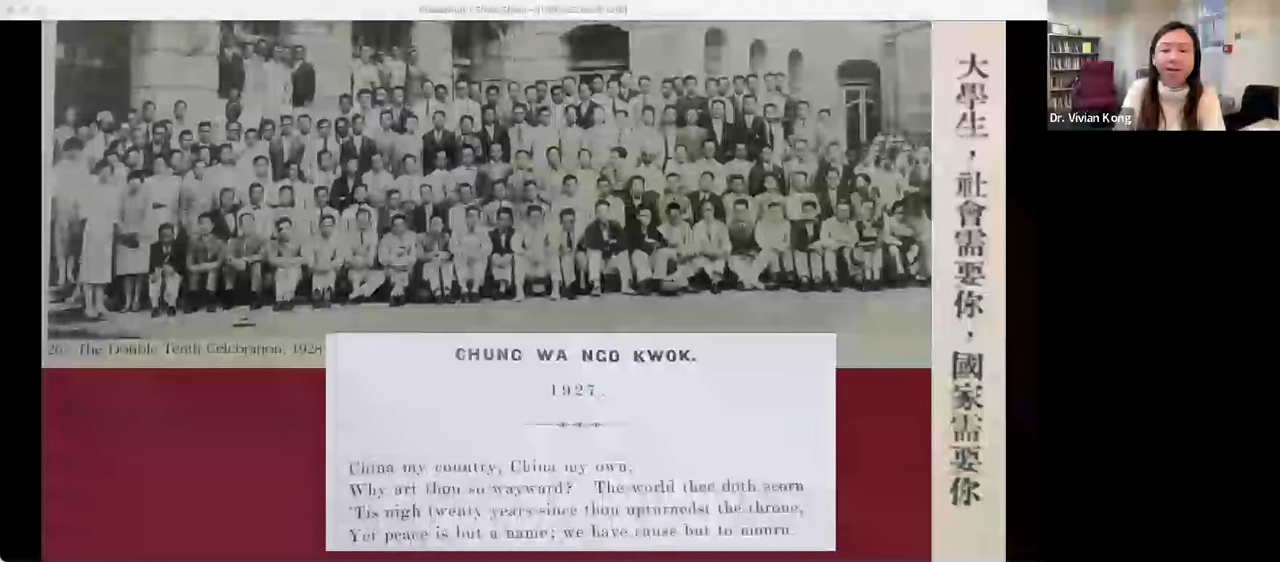 Dr. Vivian Kong
大學生，社會需要你，國家需要你
The Double Tenth Celebration, 1928
CHUNG WA NGO KWOK.
1927.
China my country, China my own,
Why art thou so wayward? The world thee doth scorn
'Tis nigh twenty years since thou upturnedst the throne,
Yet peace is but a name; we have cause but to mourn